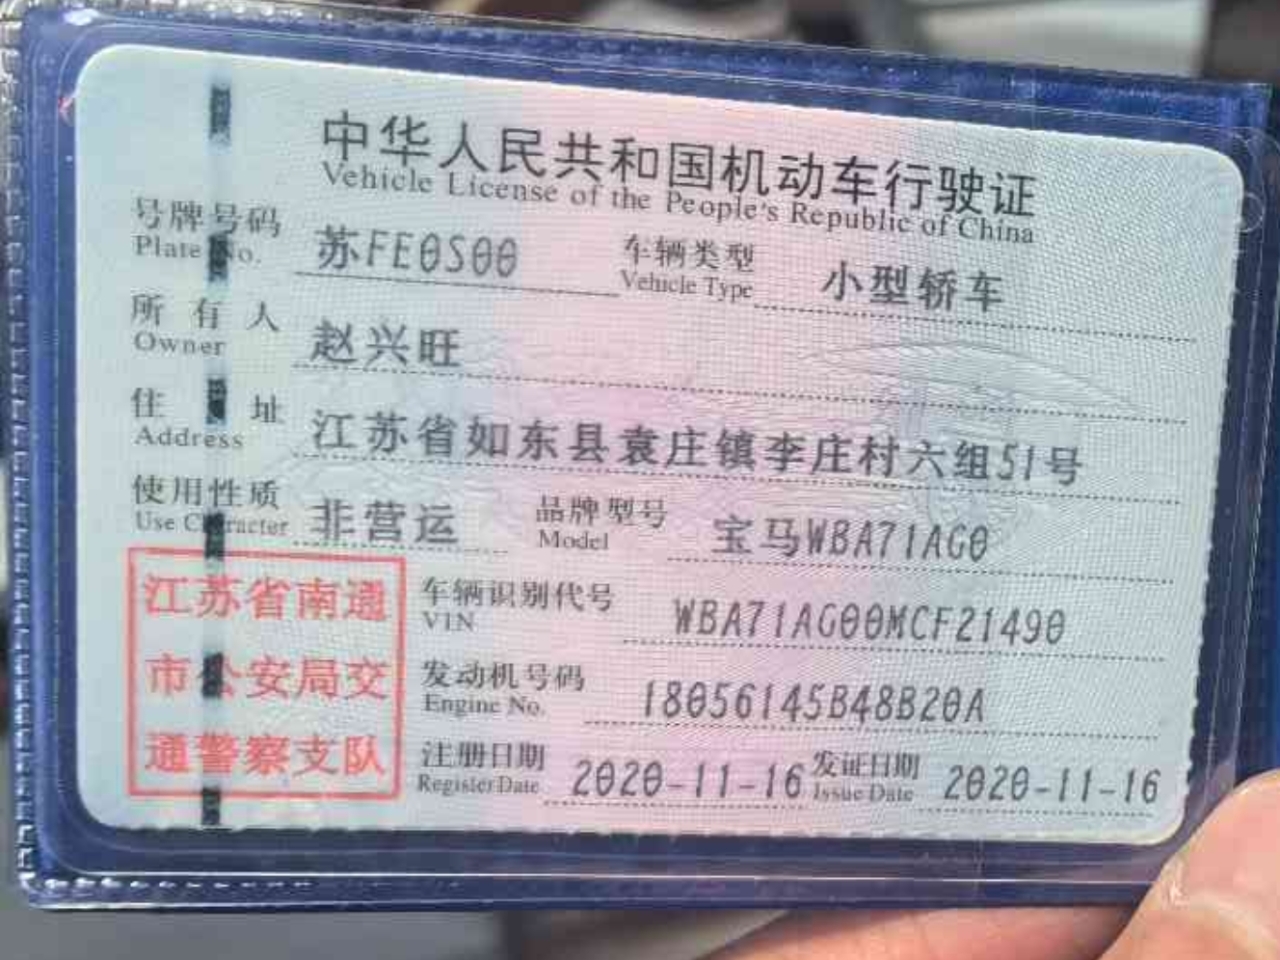 中华人民共和国机动车行驶证
Vehicle License of the People's Republic of China
号牌号码 苏FE0S00 车辆类型 小型轿车
Plate No. Vehicle Type
所有人 赵兴旺
Owner
住址 江苏省如东县袁庄镇李庄村六组51号
Address
使用性质 非营运 品牌型号 宝马WBA71AG0
Use Character Model
江苏省南通
市公安局交
通警察支队
车辆识别代号 WBA71AG00MCF21490
VIN
发动机号码 18056145B48B20A
Engine No.
注册日期 2020-11-16 发证日期 2020-11-16
Register Date Issue Date